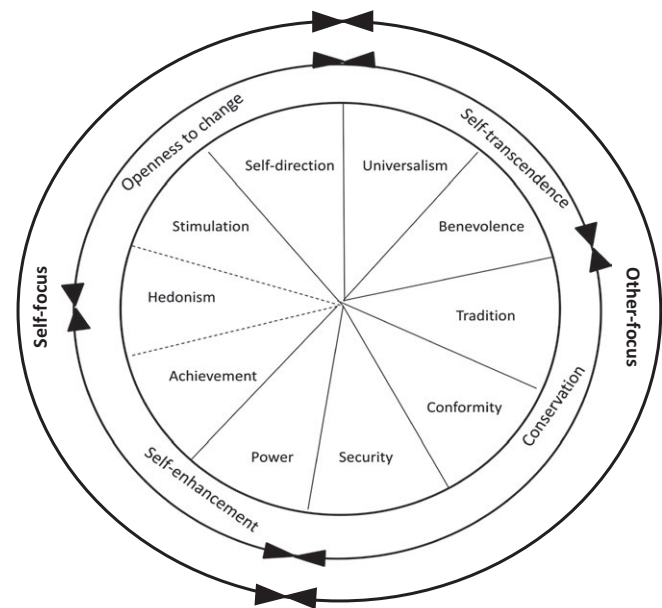 Openness to change
Self-transcendence
Self-direction
Universalism
Stimulation
Benevolence
Self-focus
Hedonism
Tradition
Other-focus
Achievement
Conformity
Conservation
Power
Security
Self-enhancement